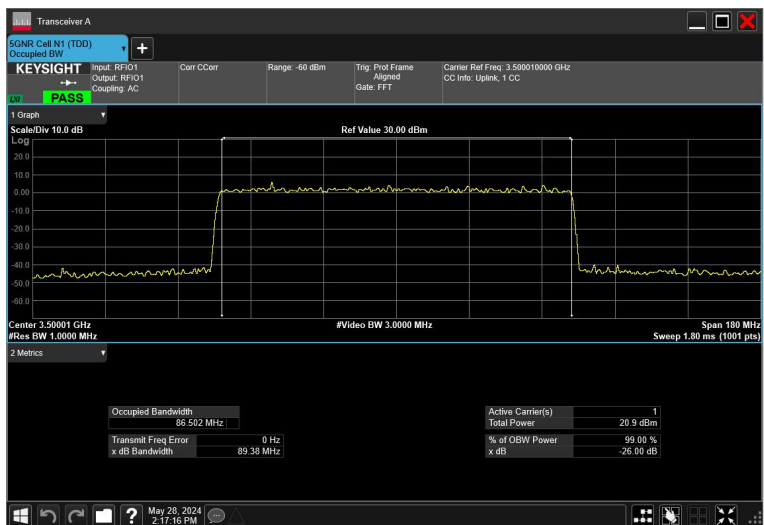 Transceiver A
5GNR Cell N1 (TDD)
Occupied BW
KEYSIGHT
PASS
Input: RFIO1
Output: RFIO1
Coupling: AC
Corr CCorr
Range: -60 dBm
Trig: Prot Frame
Aligned
Gate: FFT
Carrier Ref Freq: 3.500010000 GHz
CC Info: Uplink, 1 CC
1 Graph
Scale/Div 10.0 dB
Ref Value 30.00 dBm
Log
20.0
10.0
0.00
-10.0
-20.0
-30.0
-40.0
-50.0
-60.0
Center 3.50001 GHz
#Video BW 3.0000 MHz
Span 180 MHz
#Res BW 1.0000 MHz
Sweep 1.80 ms (1001 pts)
2 Metrics
Occupied Bandwidth
86.502 MHz
Transmit Freq Error 0 Hz
x dB Bandwidth 89.38 MHz
Active Carrier(s) 1
Total Power 20.9 dBm
% of OBW Power 99.00 %
x dB -26.00 dB
?
May 28, 2024
2:17:16 PM